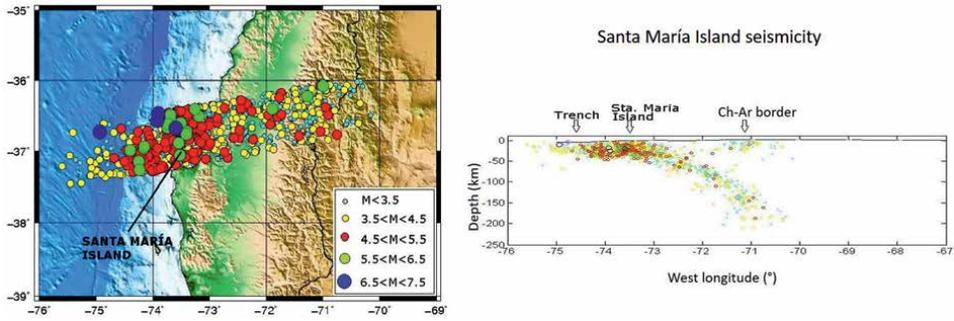 -35°
-36°
-37°
-38°
-39°
-76° -75° -74° -73° -72° -71° -70° -69°
SANTA MARÍA
ISLAND
M<3.5
3.5<M<4.5
4.5<M<5.5
5.5<M<6.5
6.5<M<7.5
Santa María Island seismicity
Trench
Sta. Maria
Island
Ch-Ar border
Depth (km)
0
-50
-100
-150
-200
-250
-75 -74 -73 -72 -71 -70 -69 -68 -67
West longitude (°)